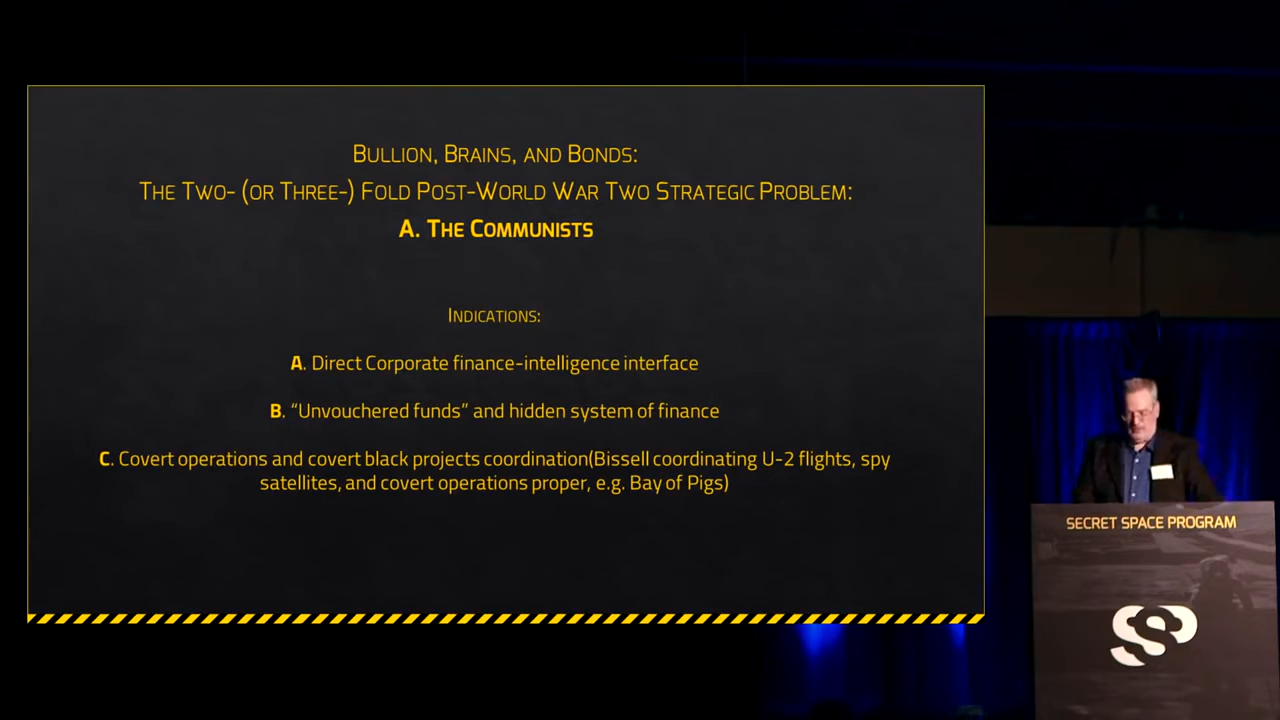 BULLION, BRAINS, AND BONDS:
THE TWO- (OR THREE-) FOLD POST-WORLD WAR TWO STRATEGIC PROBLEM:
A. THE COMMUNISTS
INDICATIONS:
A. Direct Corporate finance-intelligence interface
B. “Unvouchered funds” and hidden system of finance
C. Covert operations and covert black projects coordination(Bissell coordinating U-2 flights, spy
satellites, and covert operations proper, e.g. Bay of Pigs)
SECRET SPACE PROGRAM
SSP